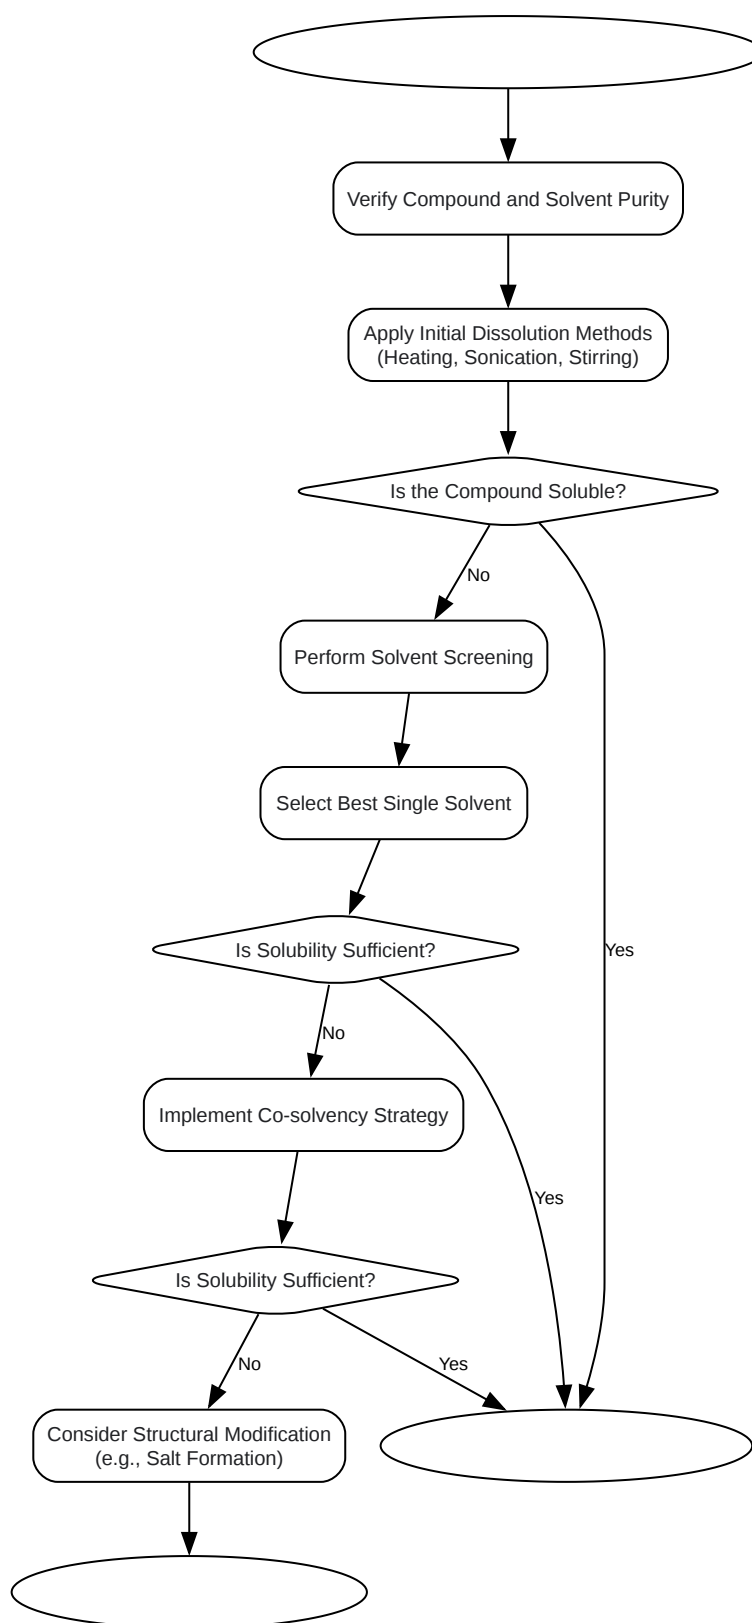 Verify Compound and Solvent Purity
Apply Initial Dissolution Methods
(Heating, Sonication, Stirring)
Is the Compound Soluble?
No
Perform Solvent Screening
Select Best Single Solvent
Is Solubility Sufficient?
Yes
No
Implement Co-solvency Strategy
Yes
Is Solubility Sufficient?
No
Yes
Consider Structural Modification
(e.g., Salt Formation)